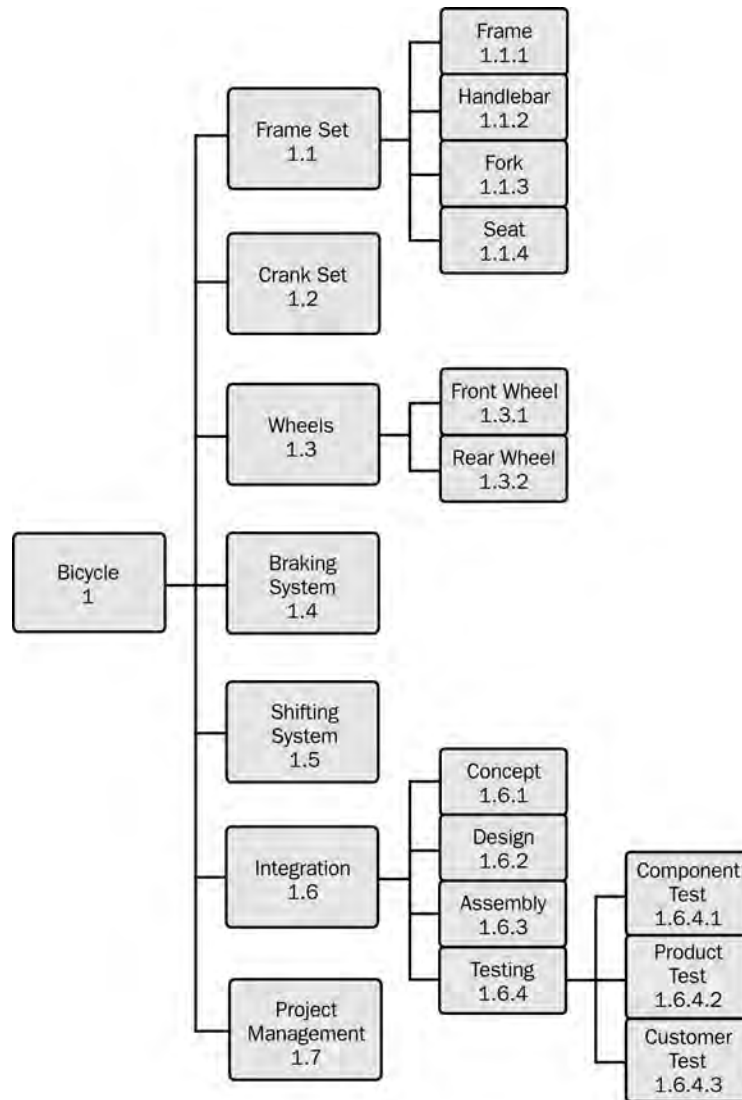 Frame
1.1.1
Handlebar
1.1.2
Fork
1.1.3
Seat
1.1.4
Frame Set
1.1
Crank Set
1.2
Wheels
1.3
Front Wheel
1.3.1
Rear Wheel
1.3.2
Bicycle
1
Braking
System
1.4
Shifting
System
1.5
Integration
1.6
Concept
1.6.1
Design
1.6.2
Assembly
1.6.3
Testing
1.6.4
Component
Test
1.6.4.1
Product
Test
1.6.4.2
Customer
Test
1.6.4.3
Project
Management
1.7